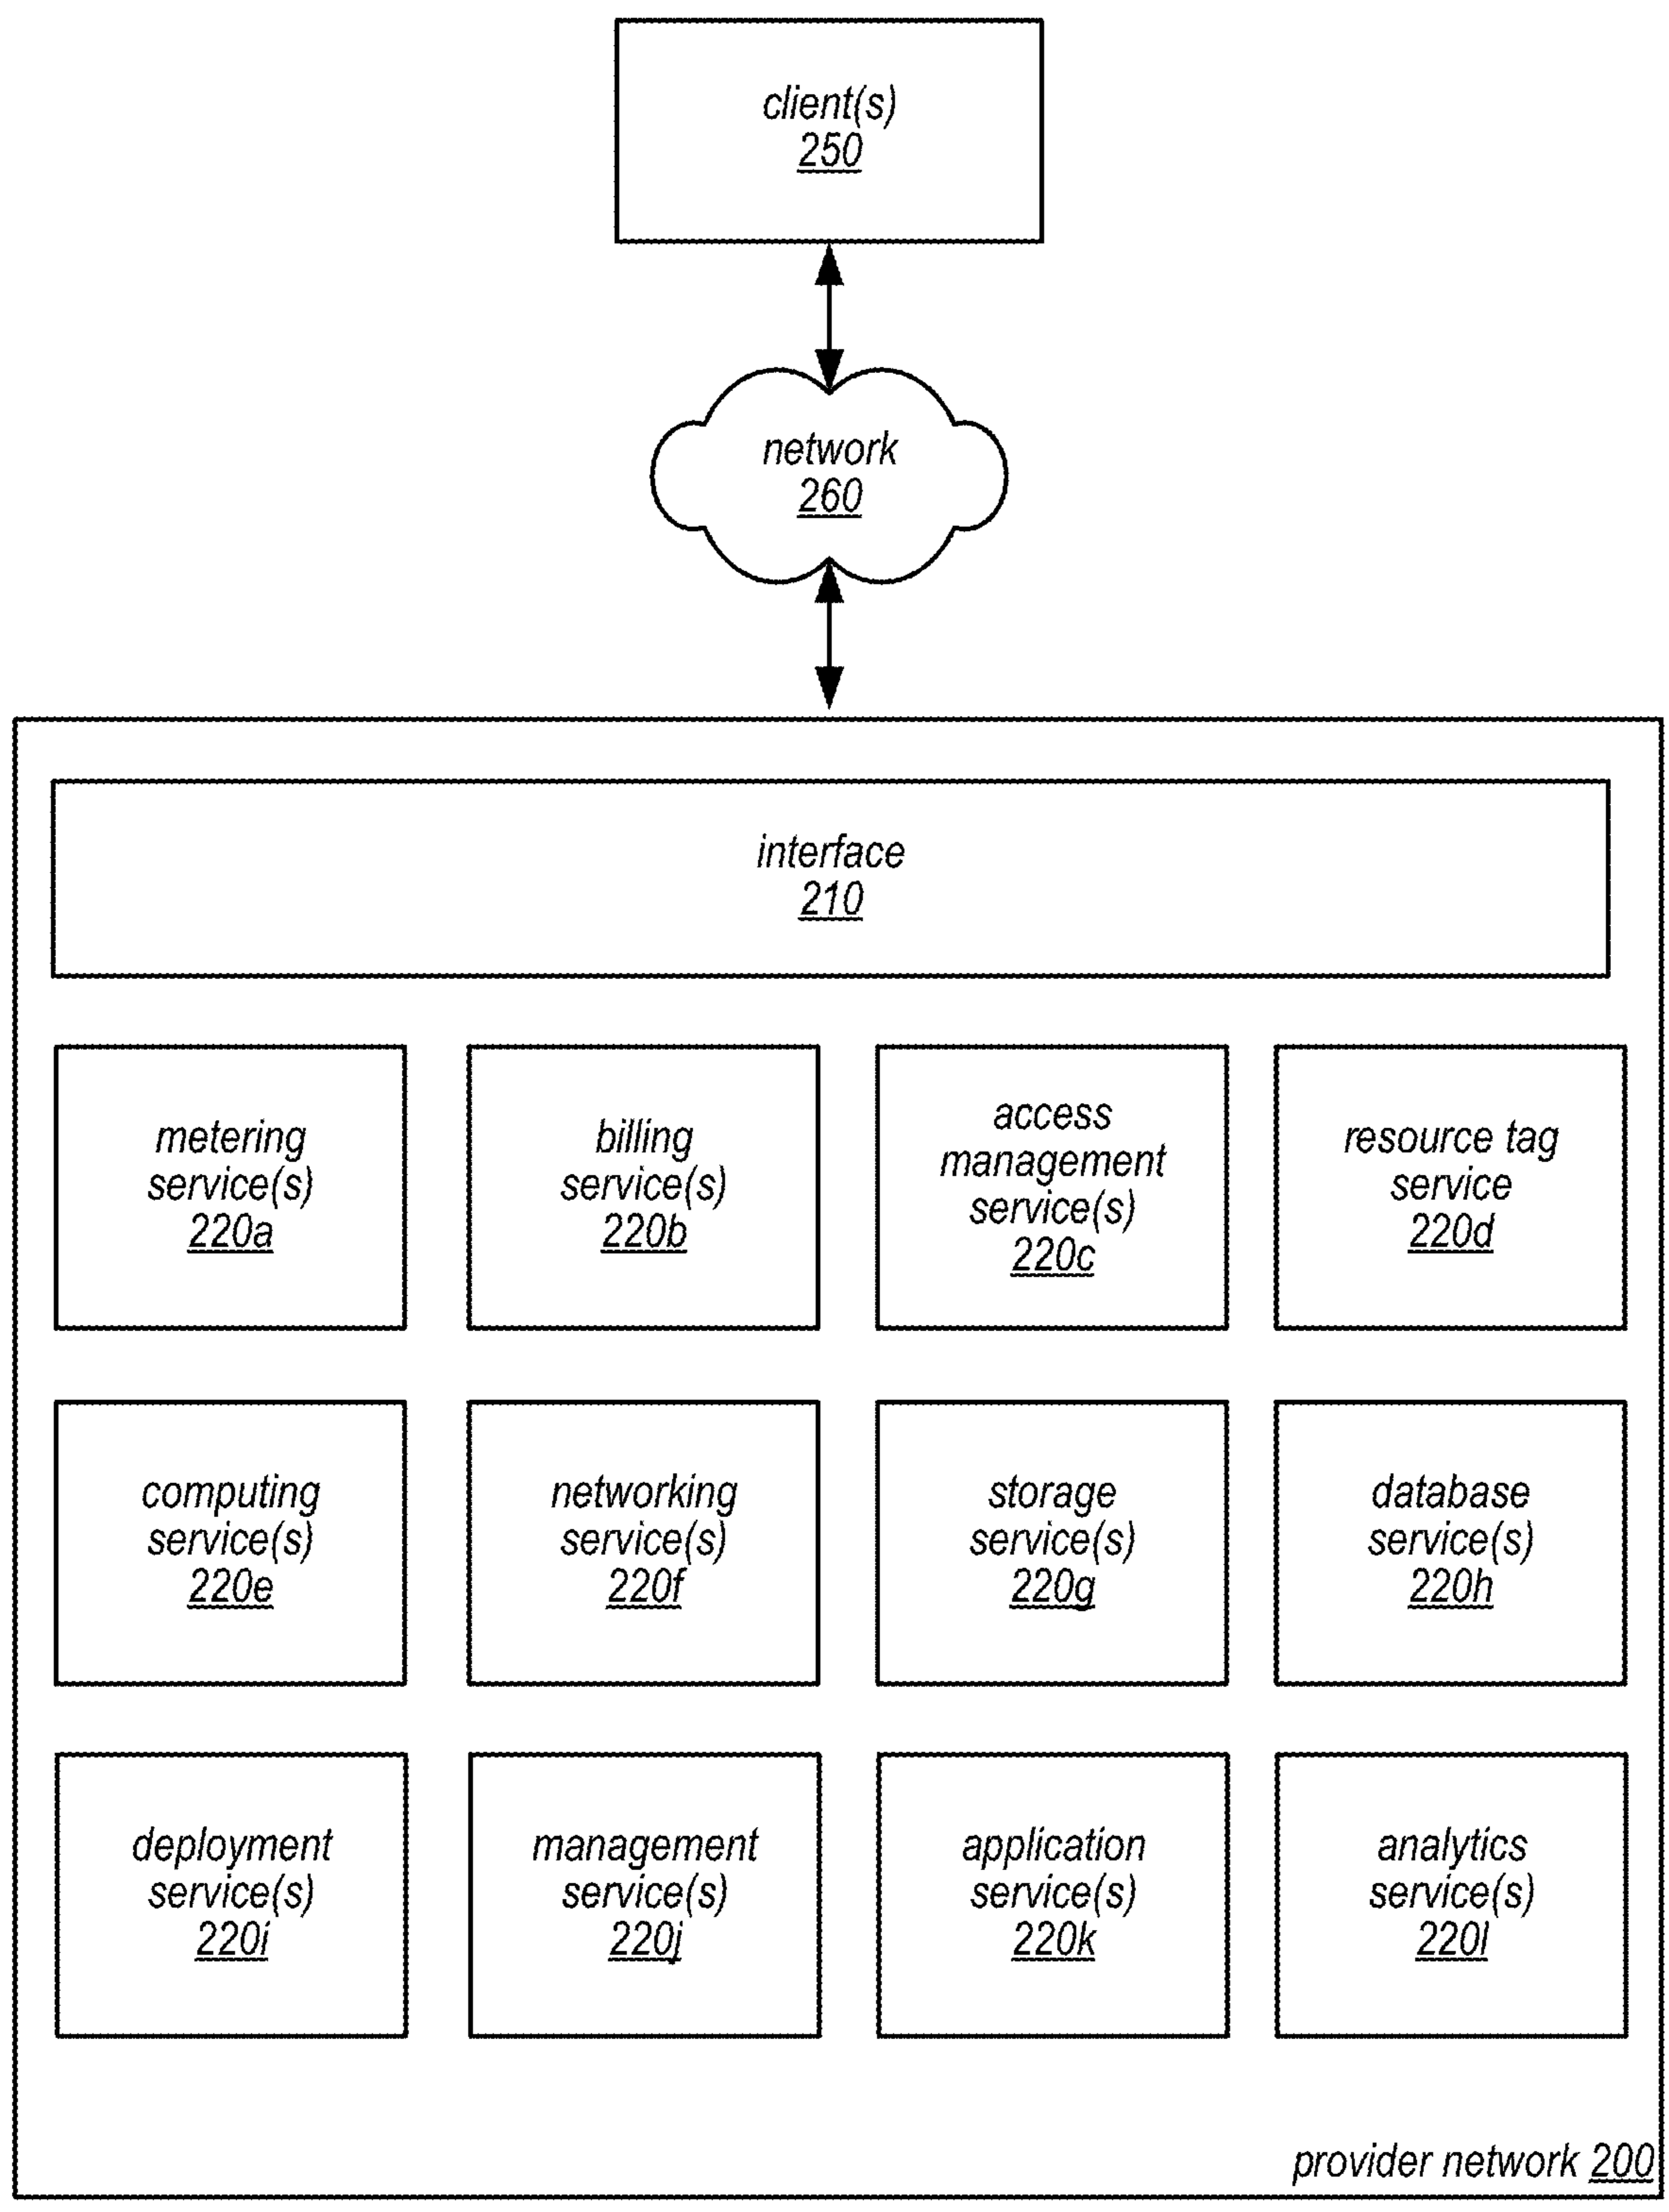 client(s)
250
network
260
interface
210
metering
service(s)
220a
billing
service(s)
220b
access
management
service(s)
220c
resource tag
service
220d
computing
service(s)
220e
networking
service(s)
220f
storage
service(s)
220g
database
service(s)
220h
deployment
service(s)
220i
management
service(s)
220j
application
service(s)
220k
analytics
service(s)
220l
provider network 200